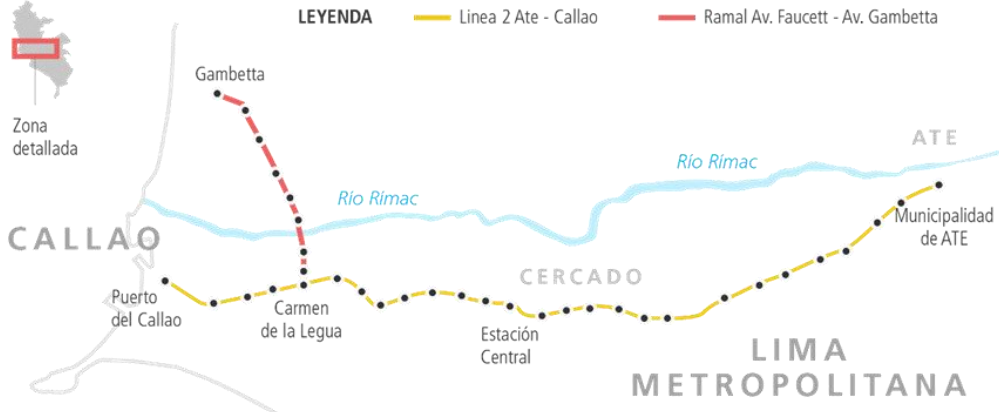 LEYENDA
Linea 2 Ate - Callao
Ramal Av. Faucett - Av. Gambetta
Gambetta
Zona
detallada
ATE
Río Rímac
Río Rímac
Municipalidad
de ATE
CALLAO
CERCADO
Puerto
del Callao
Carmen
de la Legua
Estación
Central
LIMA
METROPOLITANA